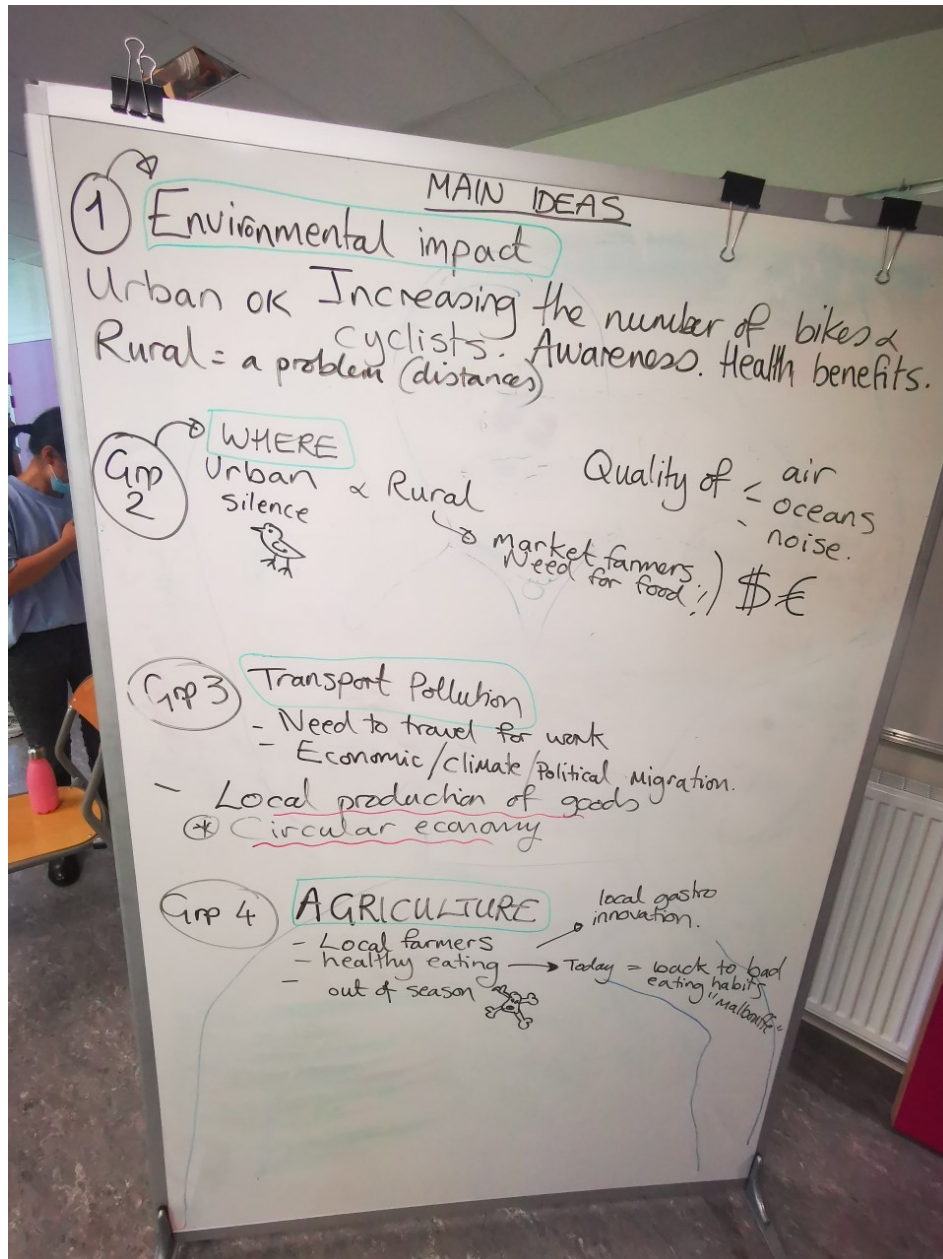 MAIN IDEAS
1 Environmental impact
Urban OK Increasing the number of bikes &
cyclists. Awareness. Health benefits.
Rural = a problem (distances)
Grp 2 WHERE
Urban & Rural
silence
market farmers
Need for food !! ) $ €
Quality of - air
- oceans
- noise.
Grp 3 Transport Pollution
- Need to travel for work
- Economic/climate/Political Migration.
- Local production of goods
* Circular economy
Grp 4 AGRICULTURE
- Local farmers
- healthy eating
- out of season
local gastro
innovation.
Today = back to bad
eating habits
"Malbouffe"